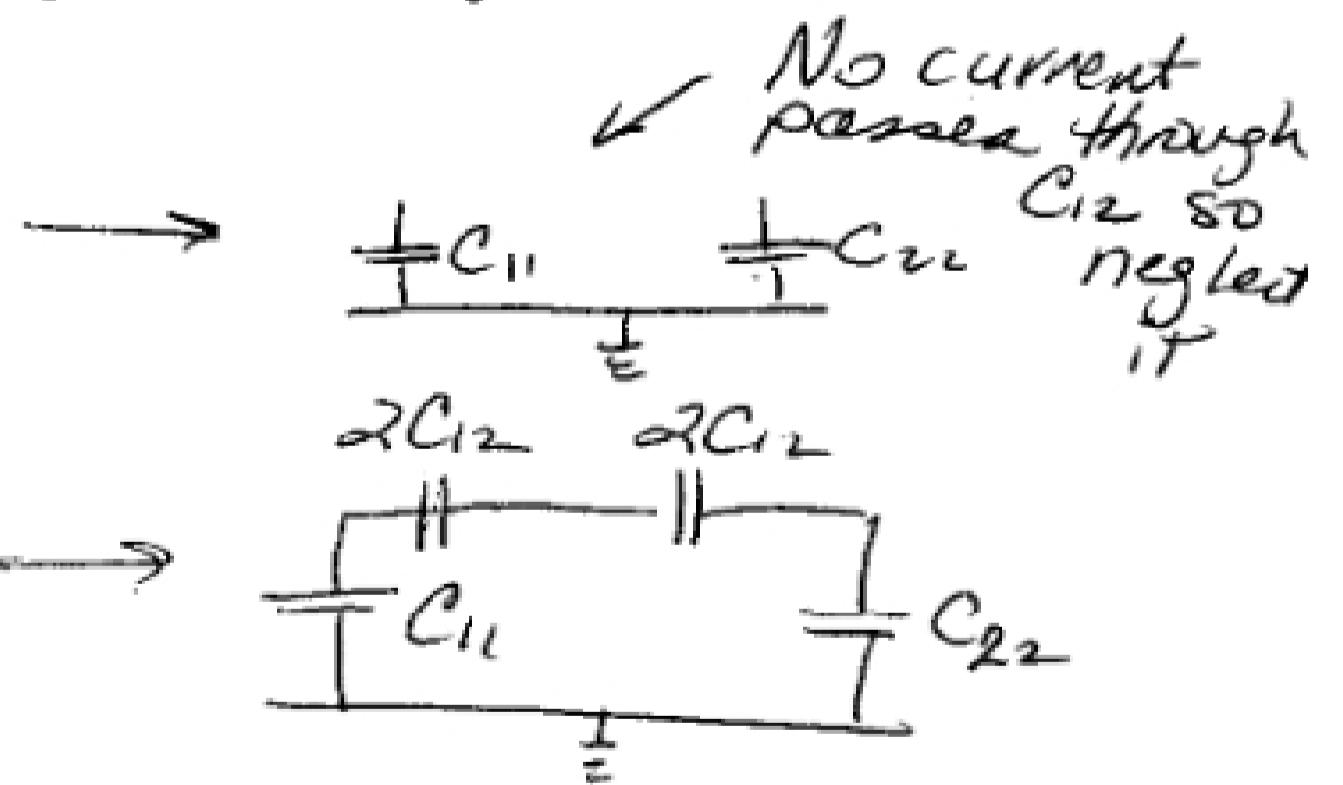 No current
passes through
C12 so
neglect
it
C11
C22
2C12
2C12
C11
C22